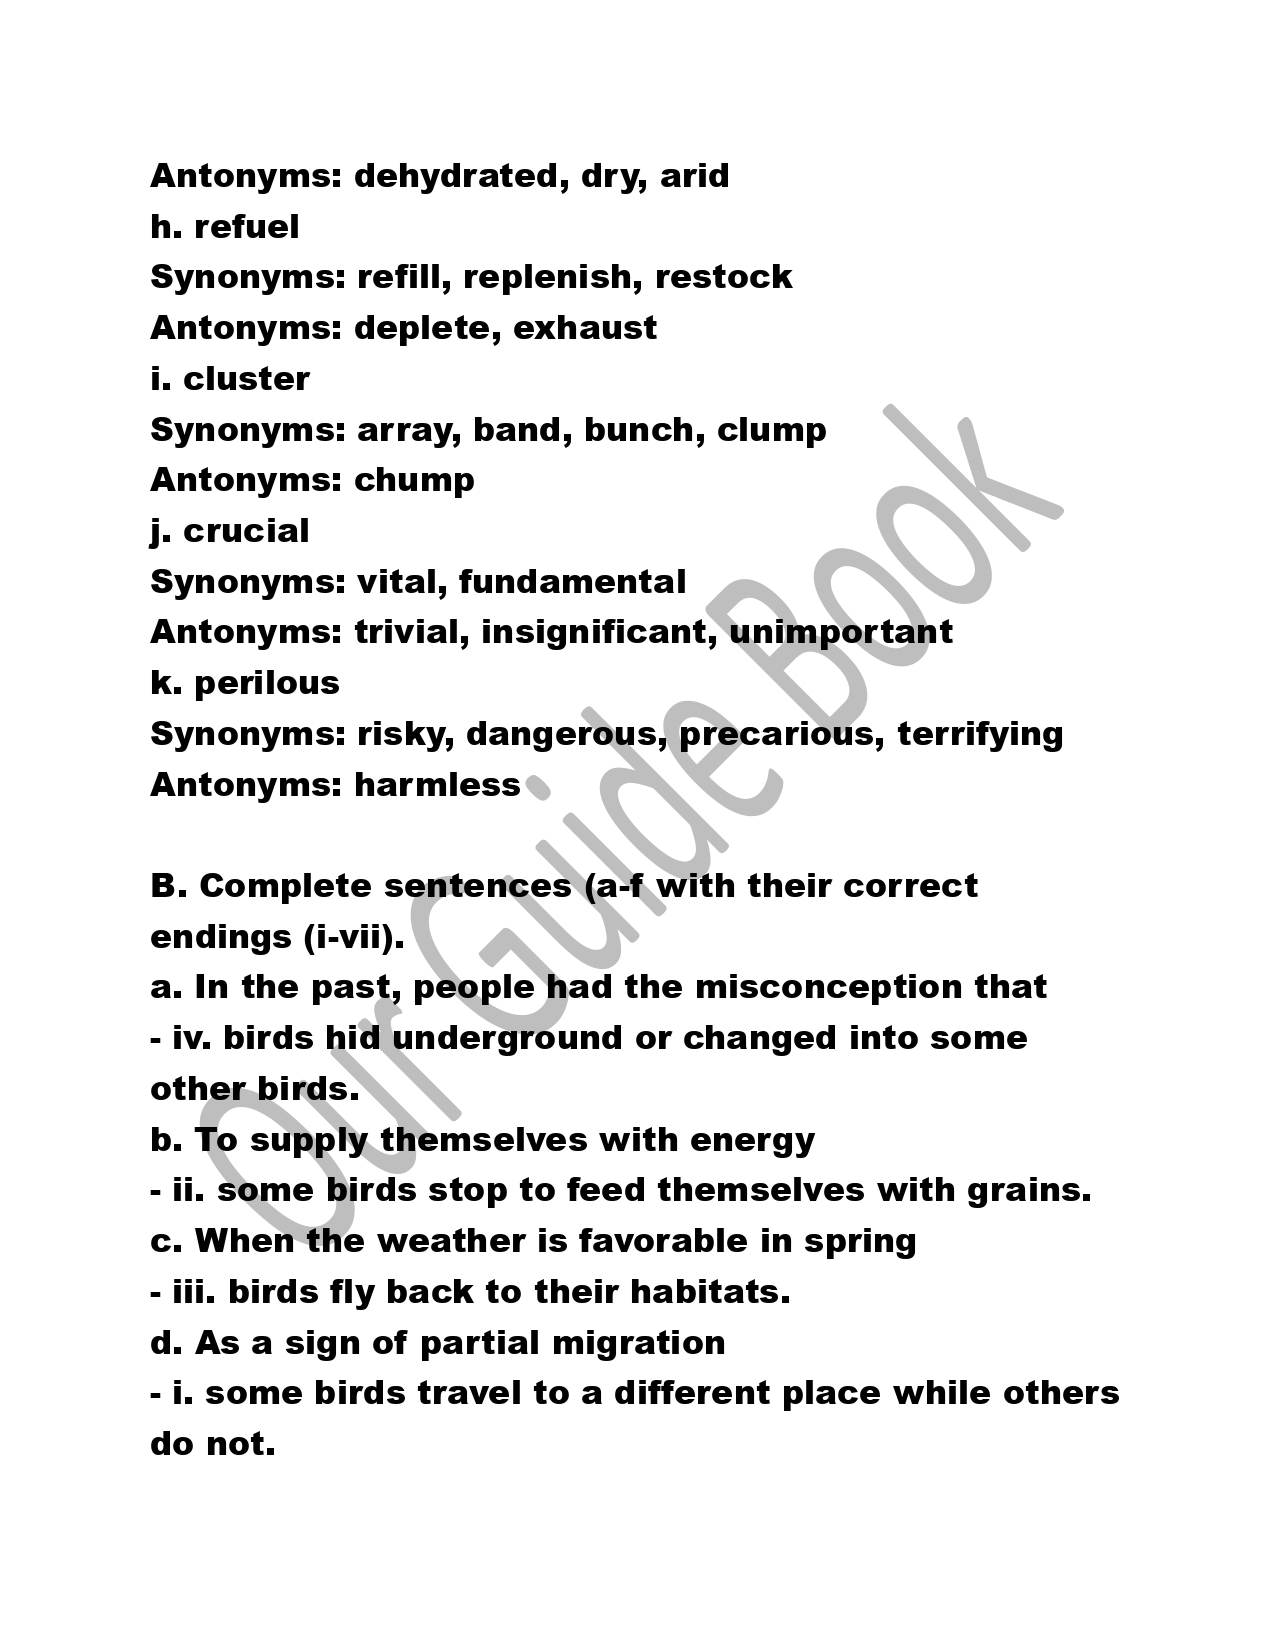 Antonyms: dehydrated, dry, arid
h. refuel
Synonyms: refill, replenish, restock
Antonyms: deplete, exhaust
i. cluster
Synonyms: array, band, bunch, clump
Antonyms: chump
j. crucial
Synonyms: vital, fundamental
Antonyms: trivial, insignificant, unimportant
k. perilous
Synonyms: risky, dangerous, precarious, terrifying
Antonyms: harmless
B. Complete sentences (a-f with their correct
endings (i-vii).
a. In the past, people had the misconception that
- iv. birds hid underground or changed into some
other birds.
b. To supply themselves with energy
- ii. some birds stop to feed themselves with grains.
c. When the weather is favorable in spring
- iii. birds fly back to their habitats.
d. As a sign of partial migration
- i. some birds travel to a different place while others
do not.
Our Guide Book